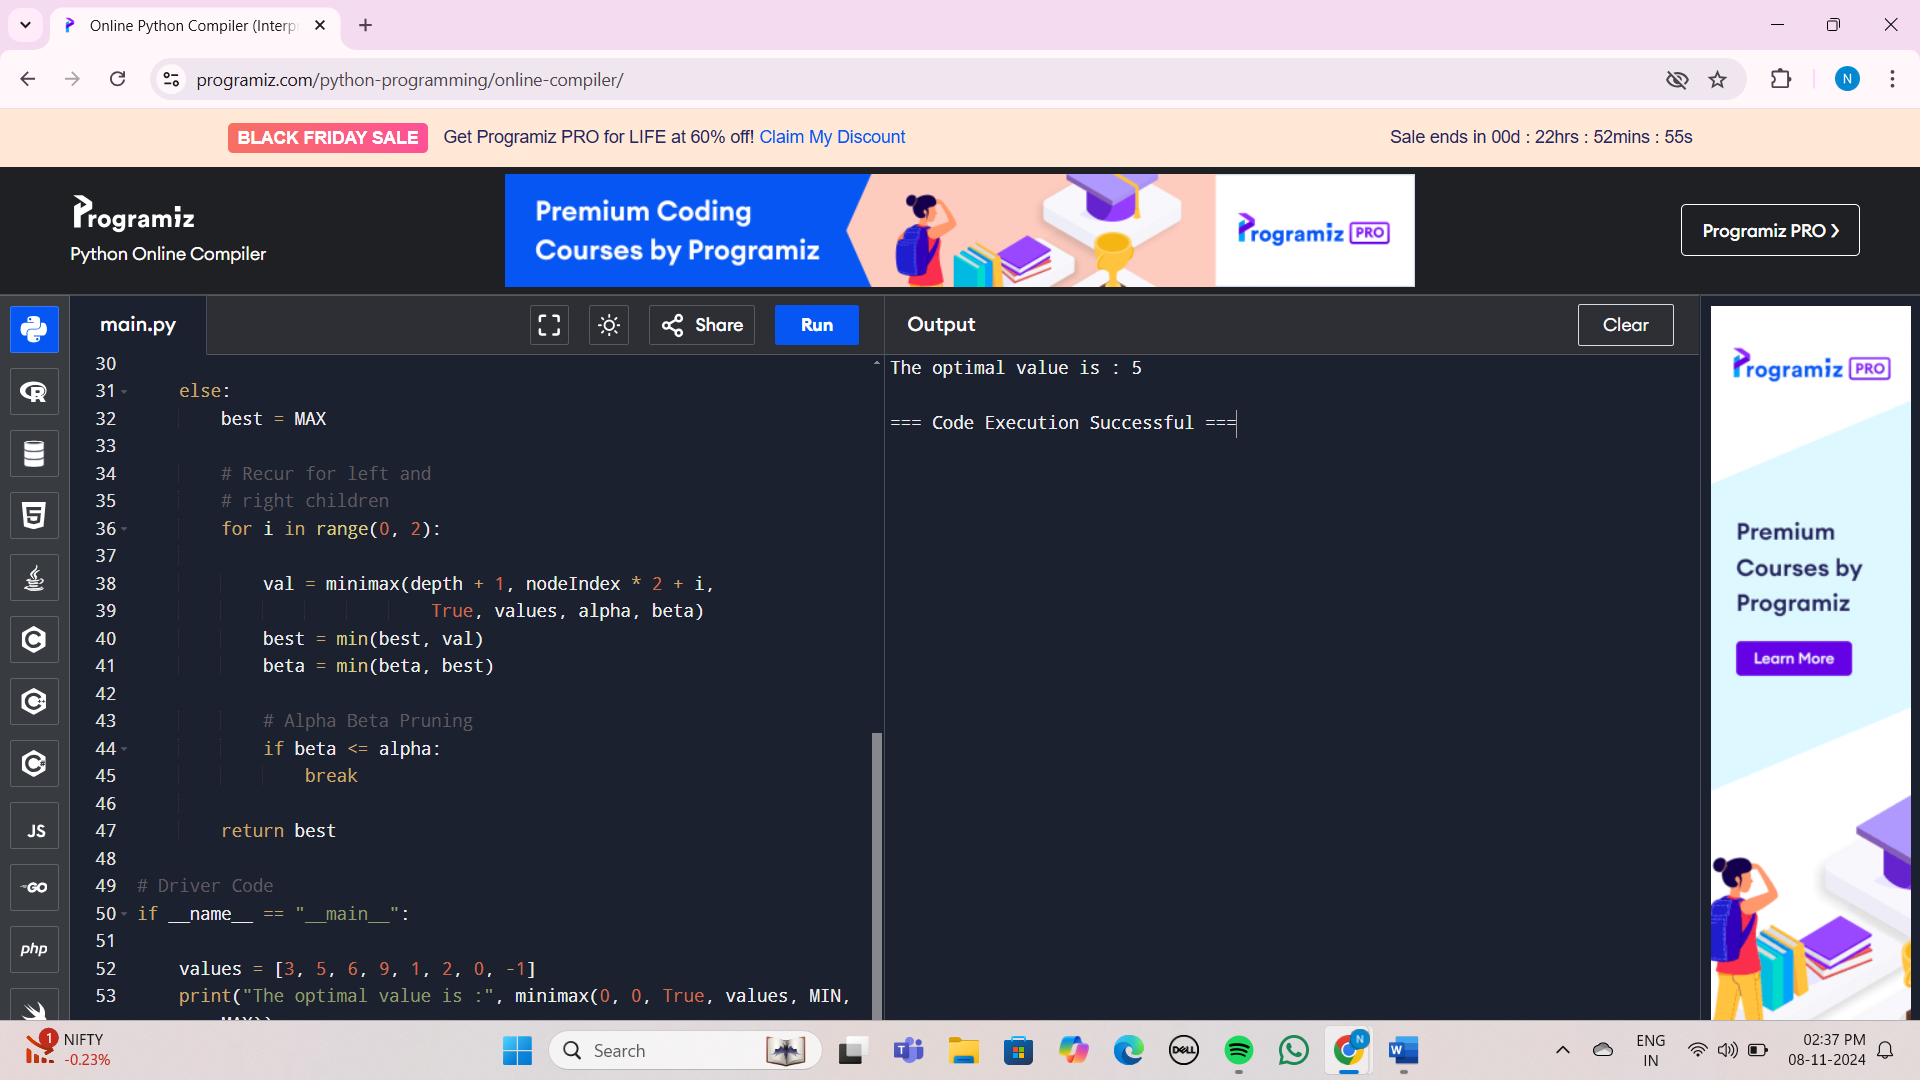 Online Python Compiler (Interp
programiz.com/python-programming/online-compiler/
N
BLACK FRIDAY SALE Get Programiz PRO for LIFE at 60% off! Claim My Discount Sale ends in 00d : 22hrs : 52mins : 55s
Programiz
Python Online Compiler
Premium Coding
Courses by Programiz
Programiz PRO
Programiz PRO
main.py
Share
Run
Output
Clear
30
31 else:
32 best = MAX
33
34 # Recur for left and
35 # right children
36 for i in range(0, 2):
37
38 val = minimax(depth + 1, nodeIndex * 2 + i,
39 True, values, alpha, beta)
40 best = min(best, val)
41 beta = min(beta, best)
42
43 # Alpha Beta Pruning
44 if beta <= alpha:
45 break
46
47 return best
48
49 # Driver Code
50 if __name__ == "__main__":
51
52 values = [3, 5, 6, 9, 1, 2, 0, -1]
53 print("The optimal value is :", minimax(0, 0, True, values, MIN,
MAX))
The optimal value is : 5
=== Code Execution Successful ===
R
5
C
C
C
JS
GO
php
Programiz PRO
Premium
Courses by
Programiz
Learn More
1
NIFTY
-0.23%
Search
DELL
N
W
ENG
IN
02:37 PM
08-11-2024